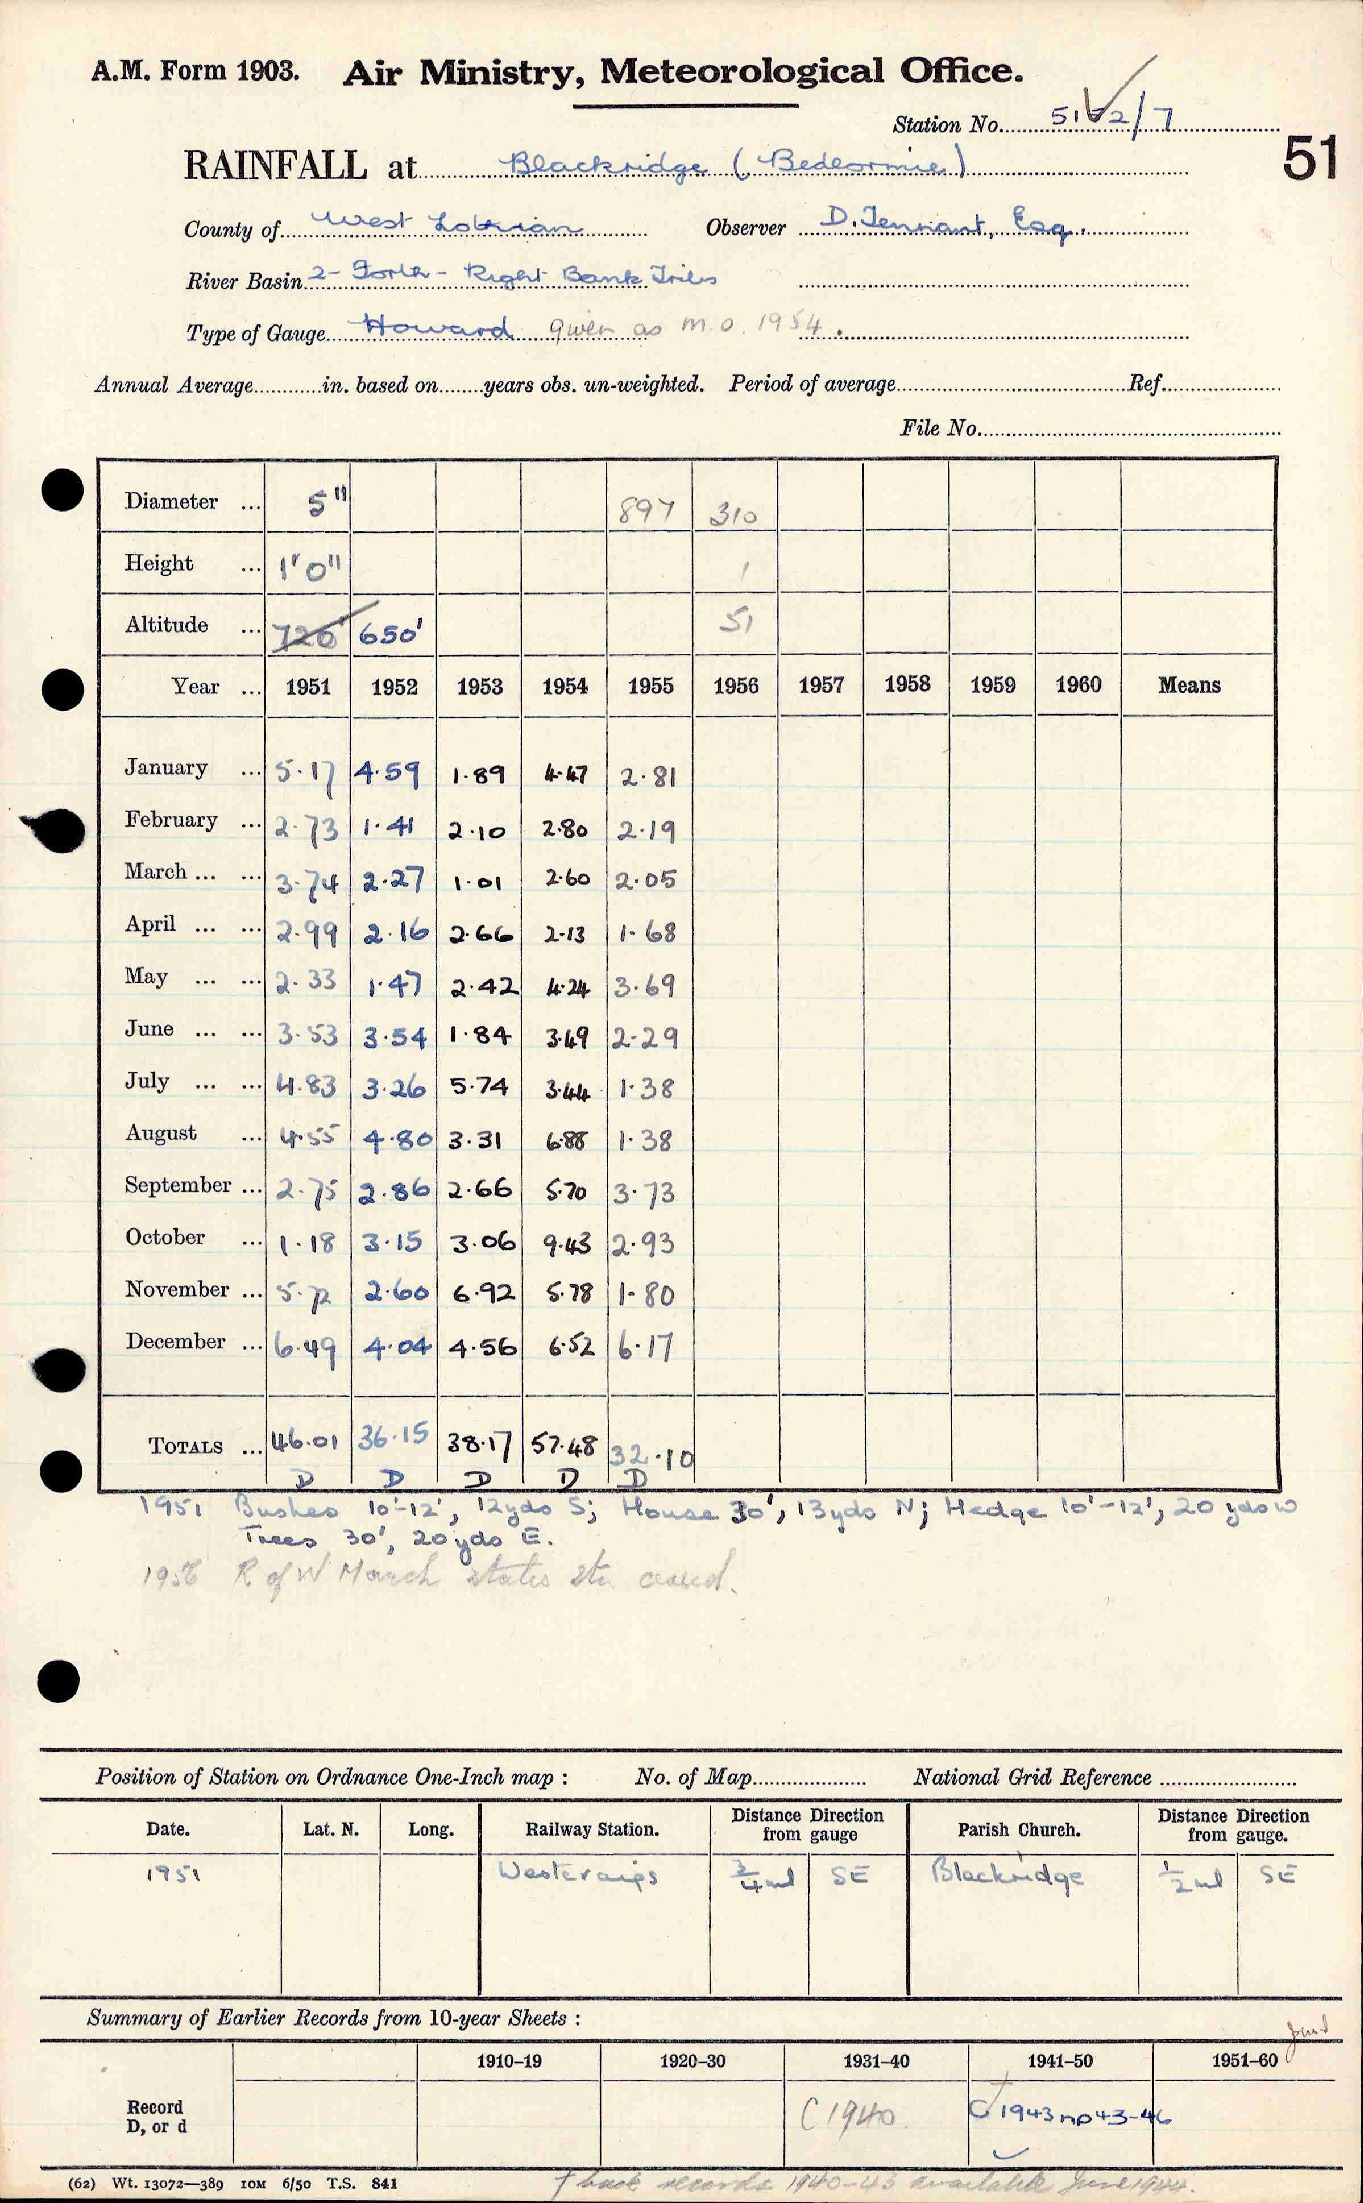 A.M. Form 1903. Air Ministry, Meteorological Office.
Station No. 5152/7
51
RAINFALL at Blackridge (Bedlormie)
County of West Lothian Observer D. Tennant, Esq.
River Basin 2 - Forth - Right Bank Tribs
Type of Gauge Howard given as M.O. 1954.
Annual Average in. based on years obs. un-weighted. Period of average Ref.
File No.
Diameter ... 5" 897 310
Height ... 1' 0" 1
Altitude ... 720' 650' 51
Year ... 1951 1952 1953 1954 1955 1956 1957 1958 1959 1960 Means
January ... 5.17 4.59 1.89 4.47 2.81
February ... 2.73 1.41 2.10 2.80 2.19
March ... ... 3.74 2.27 1.01 2.60 2.05
April ... ... 2.99 2.16 2.66 2.13 1.68
May ... ... 2.33 1.47 2.42 4.24 3.69
June ... ... 3.53 3.54 1.84 3.49 2.29
July ... ... 4.83 3.26 5.74 3.44 1.38
August ... 4.55 4.80 3.31 6.88 1.38
September ... 2.75 2.86 2.66 5.70 3.73
October ... 1.18 3.15 3.06 9.43 2.93
November ... 5.72 2.60 6.92 5.78 1.80
December ... 6.49 4.04 4.56 6.52 6.17
TOTALS ... 46.01 36.15 38.17 57.48 32.10
D D D D D
1951 Bushes 10'-12', 12yds S; House 30', 13yds N; Hedge 10'-12', 20 yds W
Trees 30', 20yds E.
1956 R of W March states stn closed.
Position of Station on Ordnance One-Inch map : No. of Map National Grid Reference
Date. Lat. N. Long. Railway Station. Distance Direction from gauge Parish Church. Distance Direction from gauge.
1951 Westcraigs 3/4 ml SE Blackridge 1/2 ml SE
Summary of Earlier Records from 10-year Sheets :
1910–19 1920–30 1931–40 1941–50 1951–60
Record
D, or d
C 1940 C† 1943 np 43-46
(62) Wt. 13072—389 10M 6/50 T.S. 841
† back records 1940-43 available June 1944.